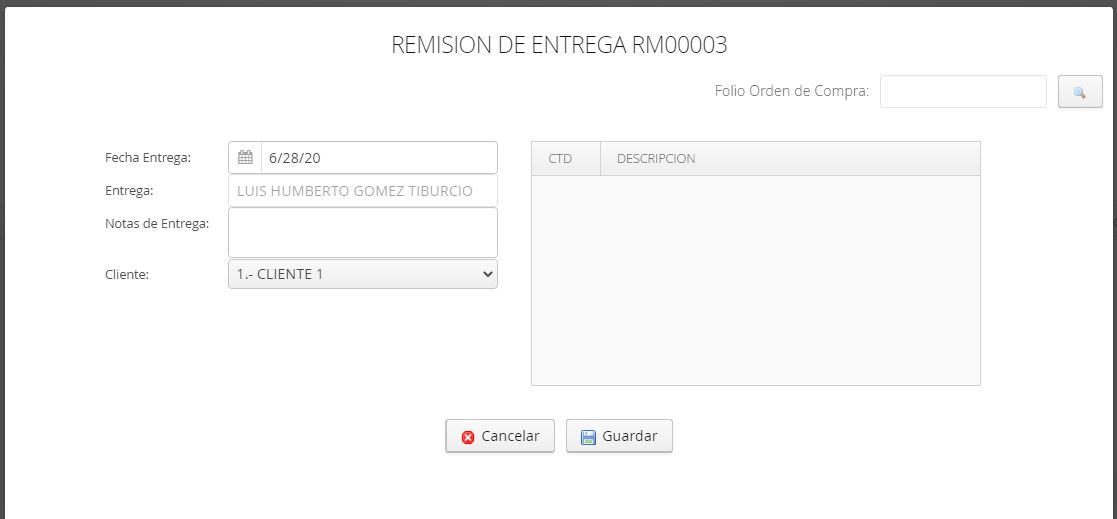 REMISION DE ENTREGA RM00003
Folio Orden de Compra:
Fecha Entrega: 6/28/20
Entrega: LUIS HUMBERTO GOMEZ TIBURCIO
Notas de Entrega:
Cliente: 1.- CLIENTE 1
CTD DESCRIPCION
Cancelar Guardar